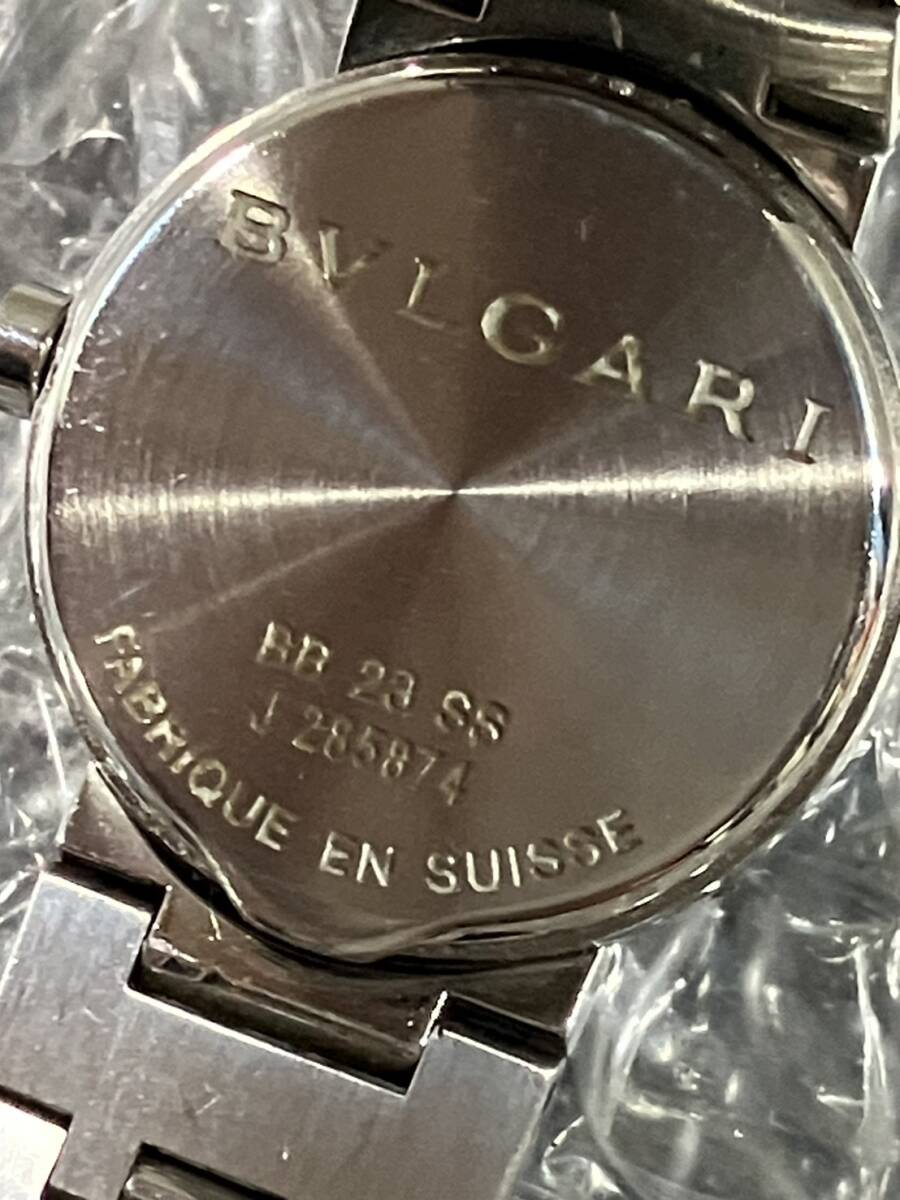 BVLGARI
BB 23 SS
J 285874
FABRIQUE EN SUISSE